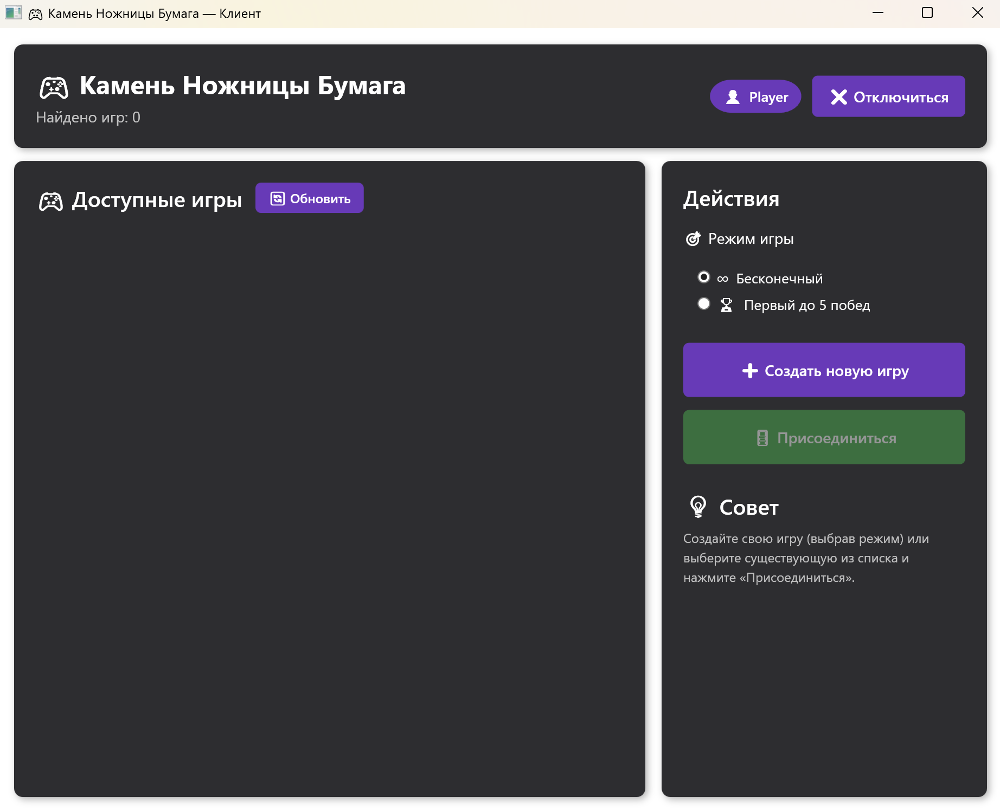 Камень Ножницы Бумага — Клиент
Камень Ножницы Бумага
Найдено игр: 0
Player
Отключиться
Доступные игры
Обновить
Действия
Режим игры
∞ Бесконечный
Первый до 5 побед
Создать новую игру
Присоединиться
Совет
Создайте свою игру (выбрав режим) или
выберите существующую из списка и
нажмите «Присоединиться».